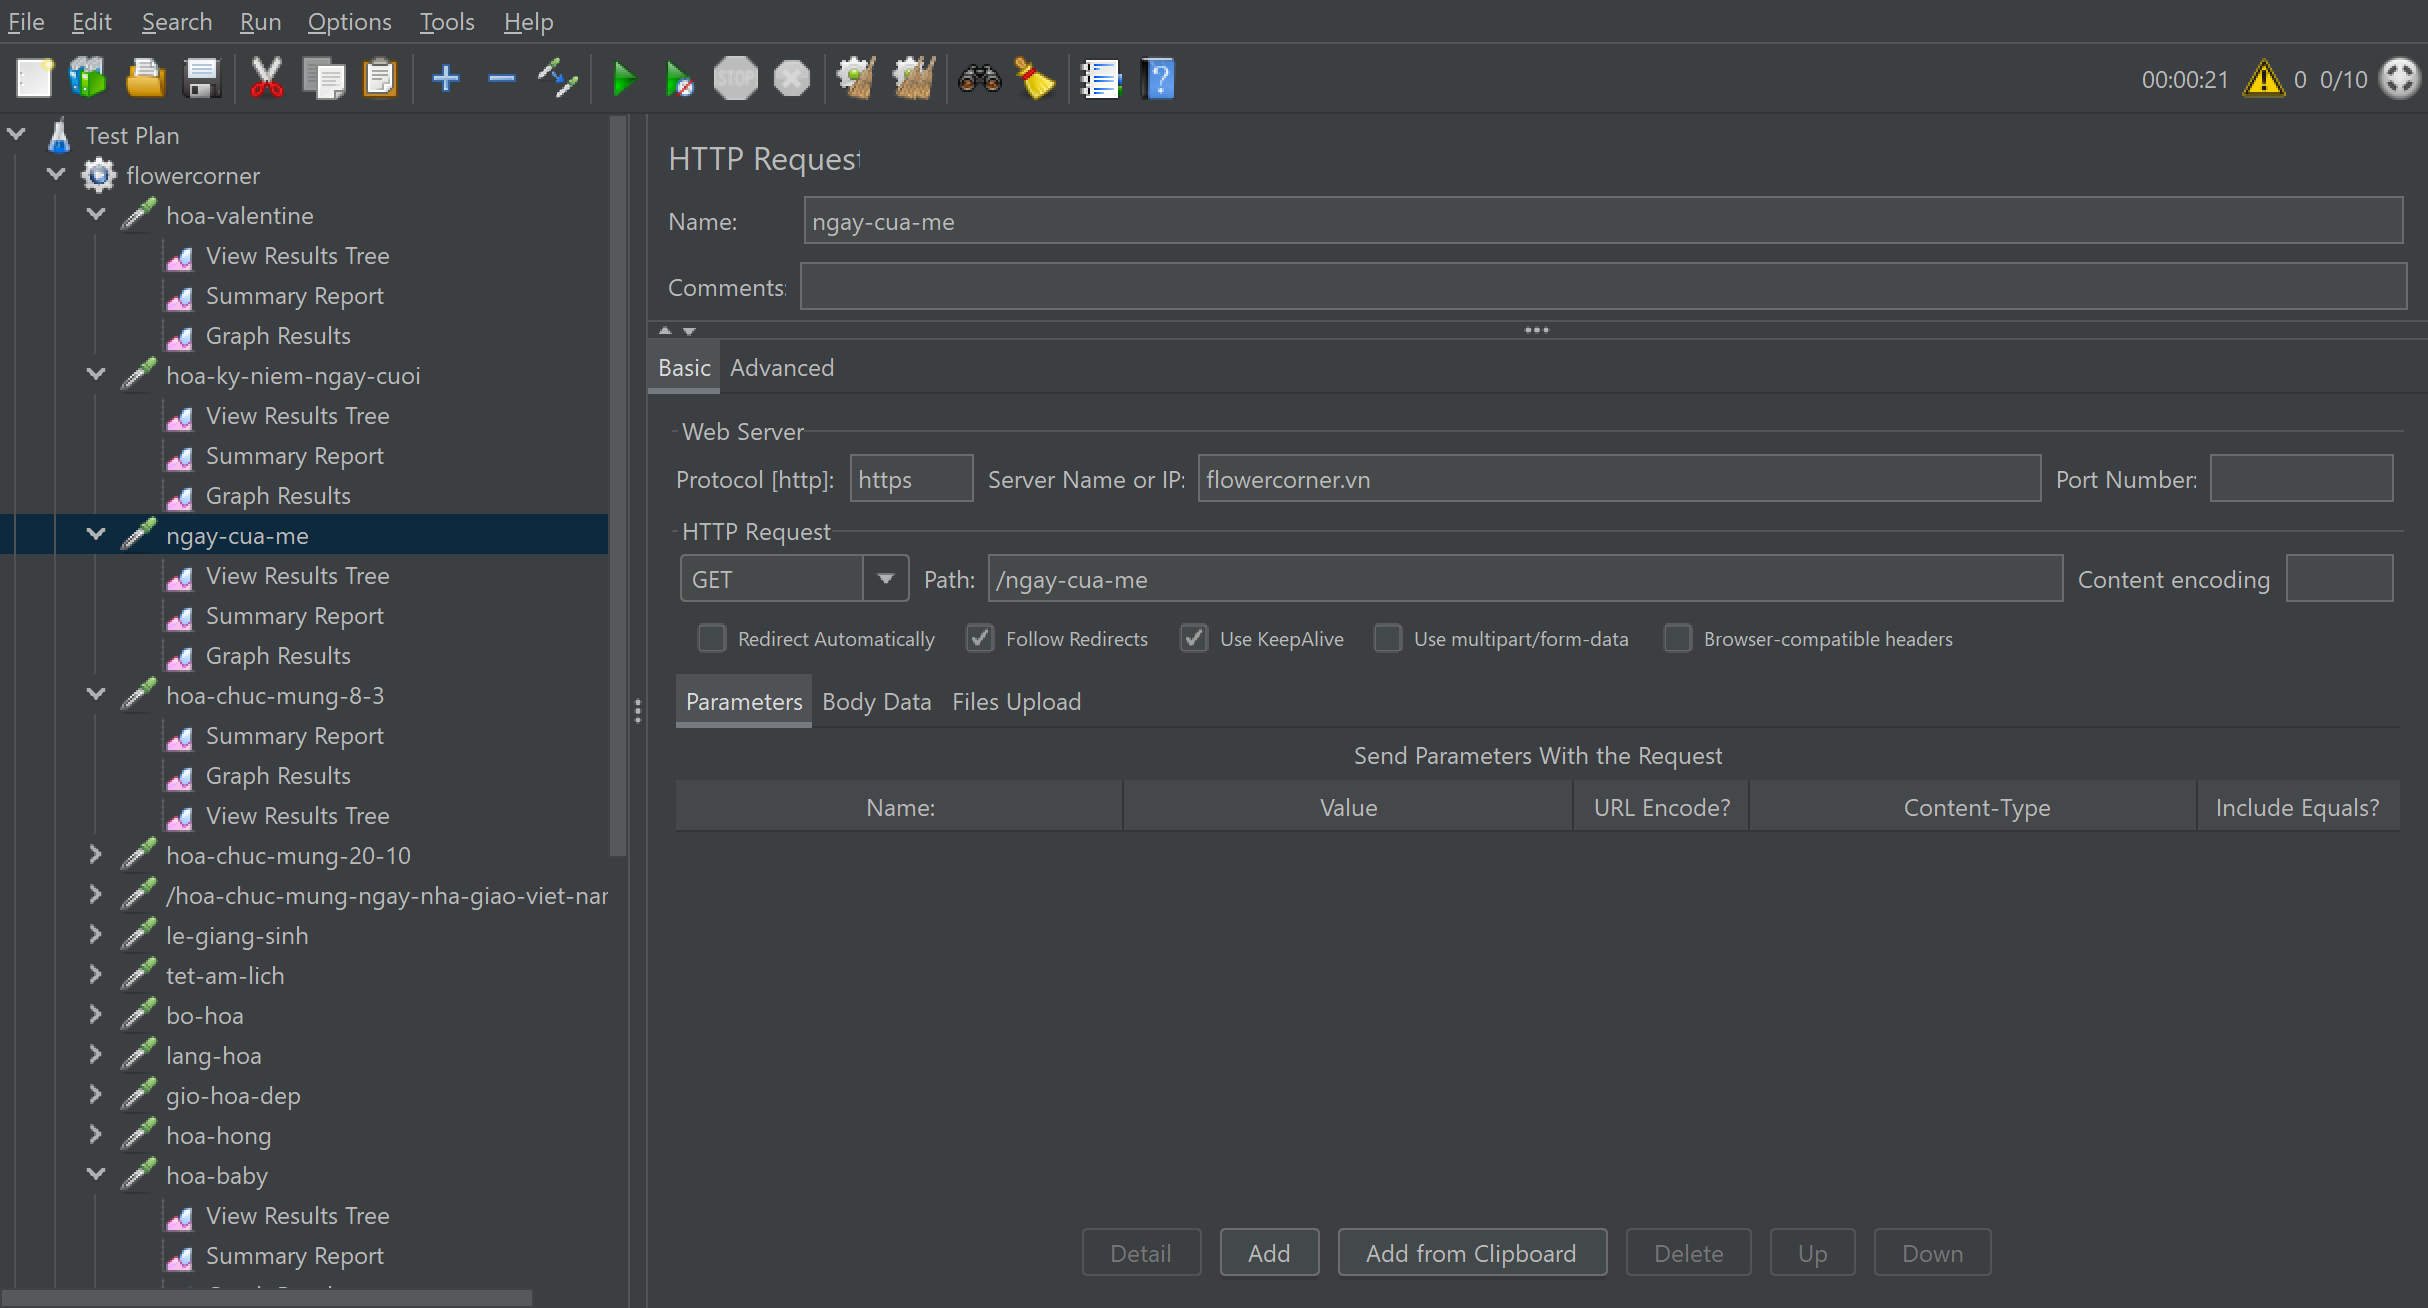 File Edit Search Run Options Tools Help
STOP 00:00:21 0 0/10
Test Plan
flowercorner
hoa-valentine
View Results Tree
Summary Report
Graph Results
hoa-ky-niem-ngay-cuoi
View Results Tree
Summary Report
Graph Results
ngay-cua-me
View Results Tree
Summary Report
Graph Results
hoa-chuc-mung-8-3
Summary Report
Graph Results
View Results Tree
hoa-chuc-mung-20-10
/hoa-chuc-mung-ngay-nha-giao-viet-nar
le-giang-sinh
tet-am-lich
bo-hoa
lang-hoa
gio-hoa-dep
hoa-hong
hoa-baby
View Results Tree
Summary Report
HTTP Request
Name: ngay-cua-me
Comments:
Basic Advanced
Web Server
Protocol [http]: https Server Name or IP: flowercorner.vn Port Number:
HTTP Request
GET Path: /ngay-cua-me Content encoding
Redirect Automatically Follow Redirects Use KeepAlive Use multipart/form-data Browser-compatible headers
Parameters Body Data Files Upload
Send Parameters With the Request
Name: Value URL Encode? Content-Type Include Equals?
Detail Add Add from Clipboard Delete Up Down